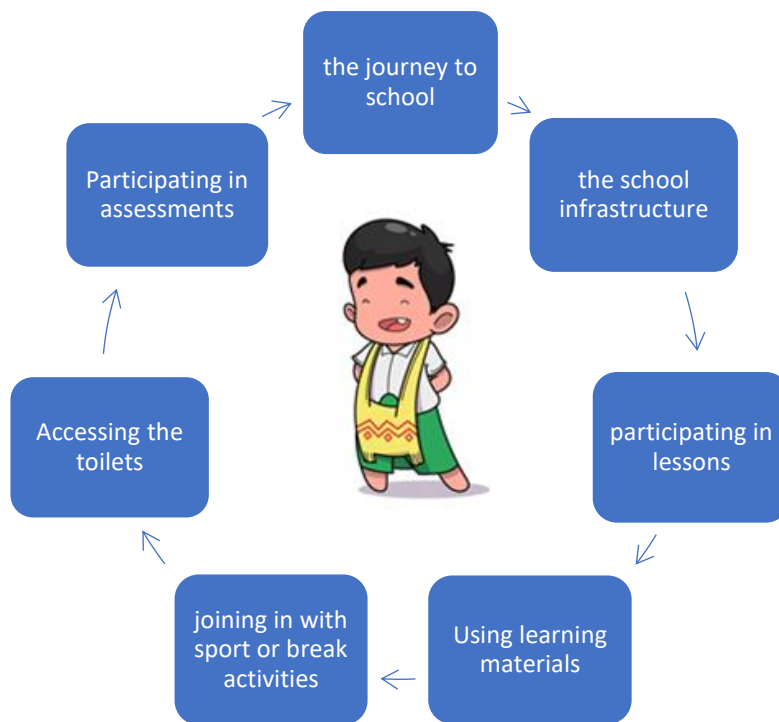 the journey to
school
the school
infrastructure
participating in
lessons
Using learning
materials
joining in with
sport or break
activities
Accessing the
toilets
Participating in
assessments